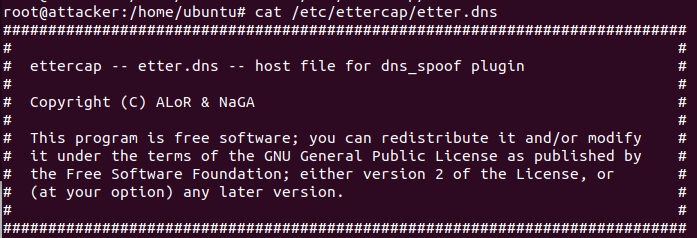 root@attacker:/home/ubuntu# cat /etc/ettercap/etter.dns
############################################################################
#                                                                          #
#  ettercap -- etter.dns -- host file for dns_spoof plugin                 #
#                                                                          #
#  Copyright (C) ALoR & NaGA                                               #
#                                                                          #
#  This program is free software; you can redistribute it and/or modify    #
#  it under the terms of the GNU General Public License as published by    #
#  the Free Software Foundation; either version 2 of the License, or       #
#  (at your option) any later version.                                     #
#                                                                          #
############################################################################